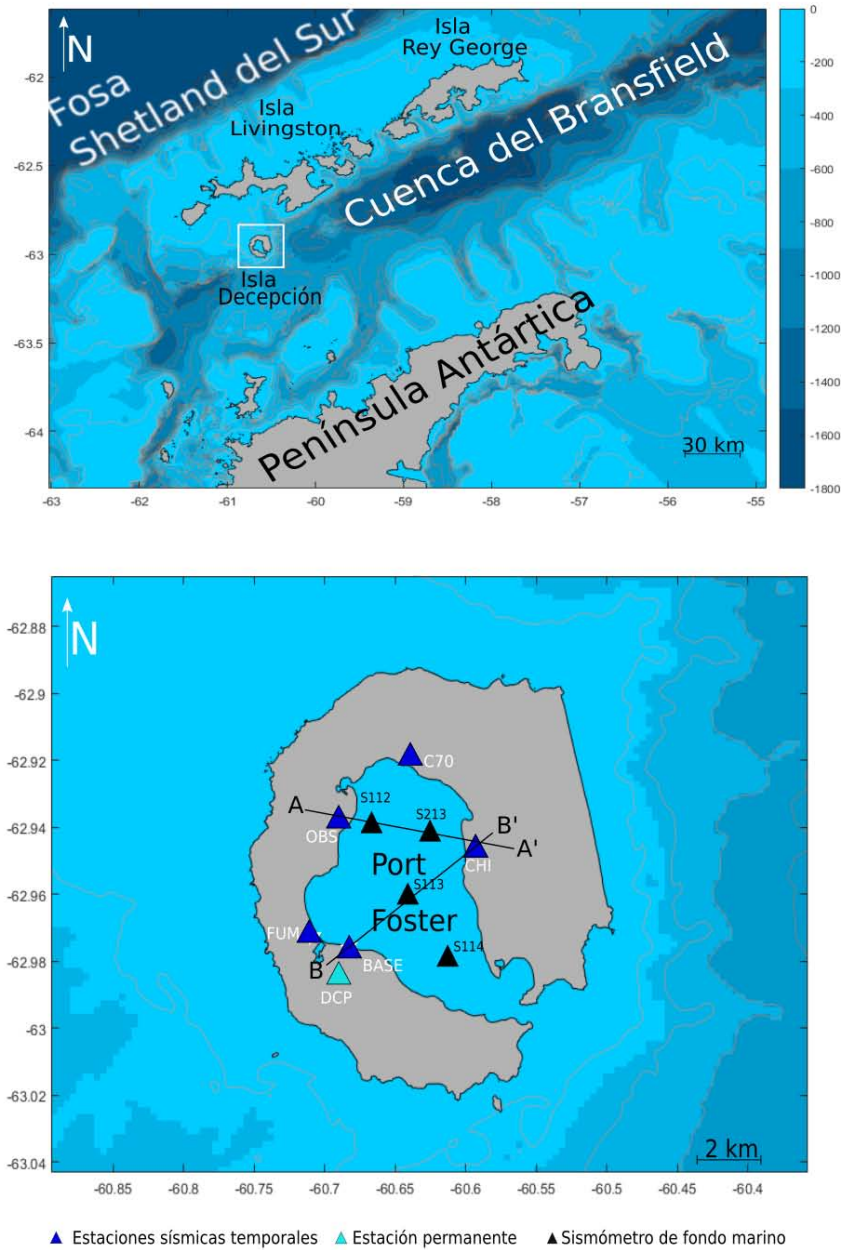 Isla
Rey George
N
Fosa
Shetland del Sur
Isla
Livingston
Cuenca del Bransfield
Isla
Decepción
Península Antártica
30 km
-62
-62.5
-63
-63.5
-64
-63
-62
-61
-60
-59
-58
-57
-56
-55
0
-200
-400
-600
-800
-1000
-1200
-1400
-1600
-1800
N
-62.88
-62.9
-62.92
-62.94
-62.96
-62.98
-63
-63.02
-63.04
C70
A
S112
S213
B'
OBS
A'
CHI
Port
S113
Foster
FUM
S114
B
BASE
DCP
2 km
-60.85
-60.8
-60.75
-60.7
-60.65
-60.6
-60.55
-60.5
-60.45
-60.4
Estaciones sísmicas temporales
Estación permanente
Sismómetro de fondo marino